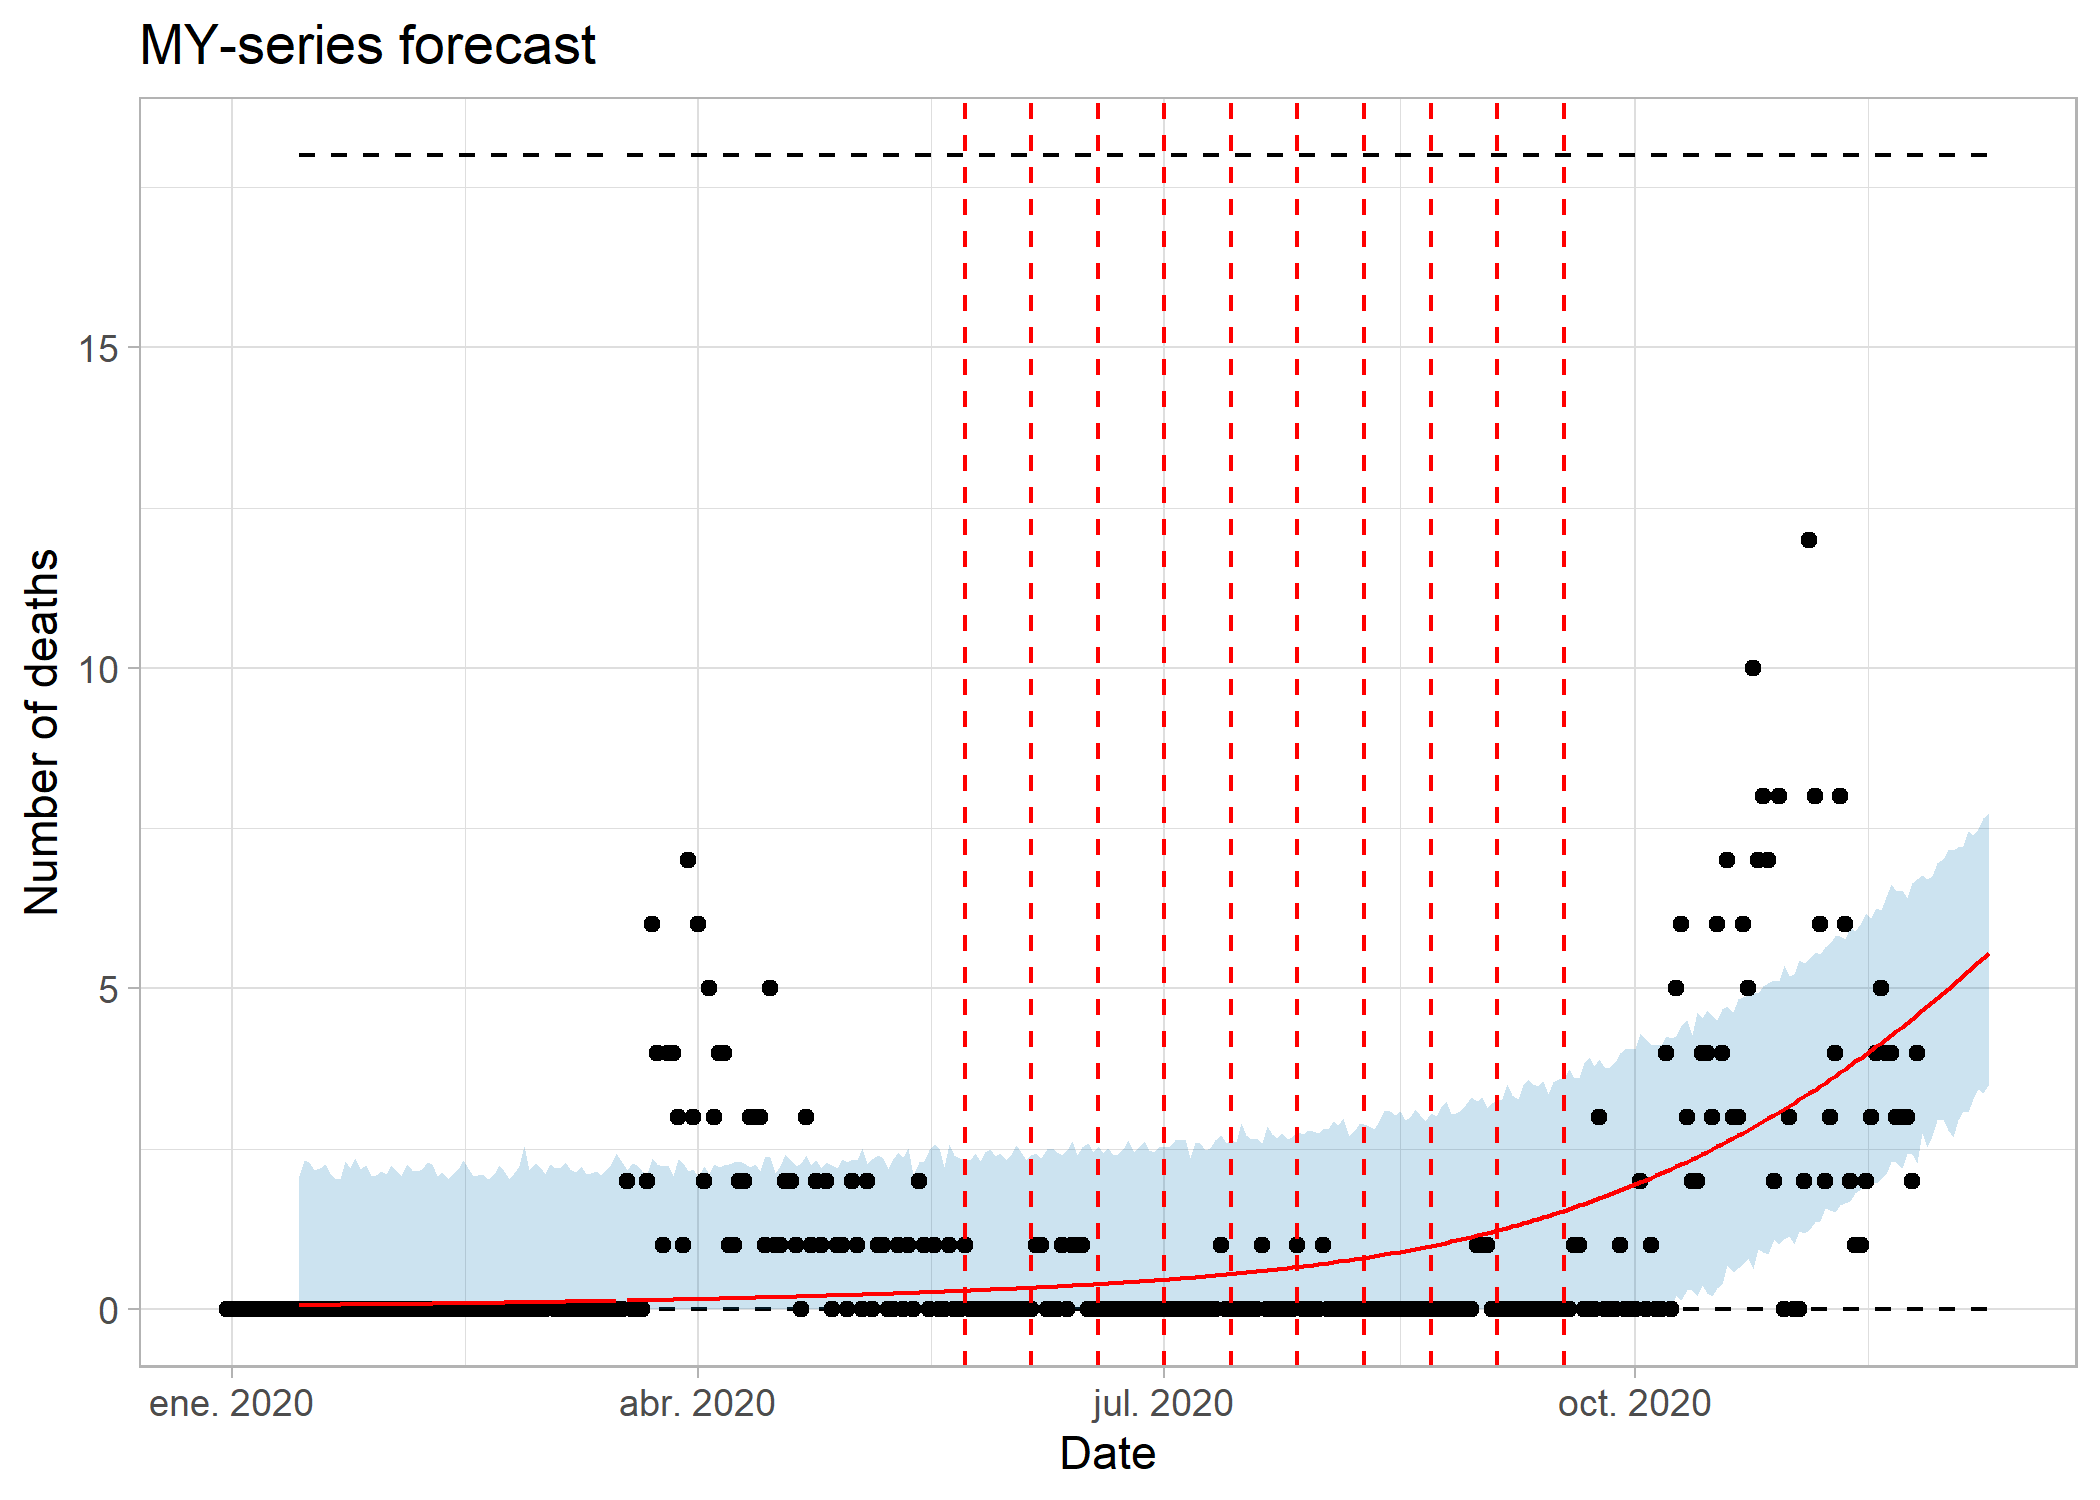 MY-series forecast
Number of deaths
15
10
5
0
ene. 2020 abr. 2020 jul. 2020 oct. 2020
Date